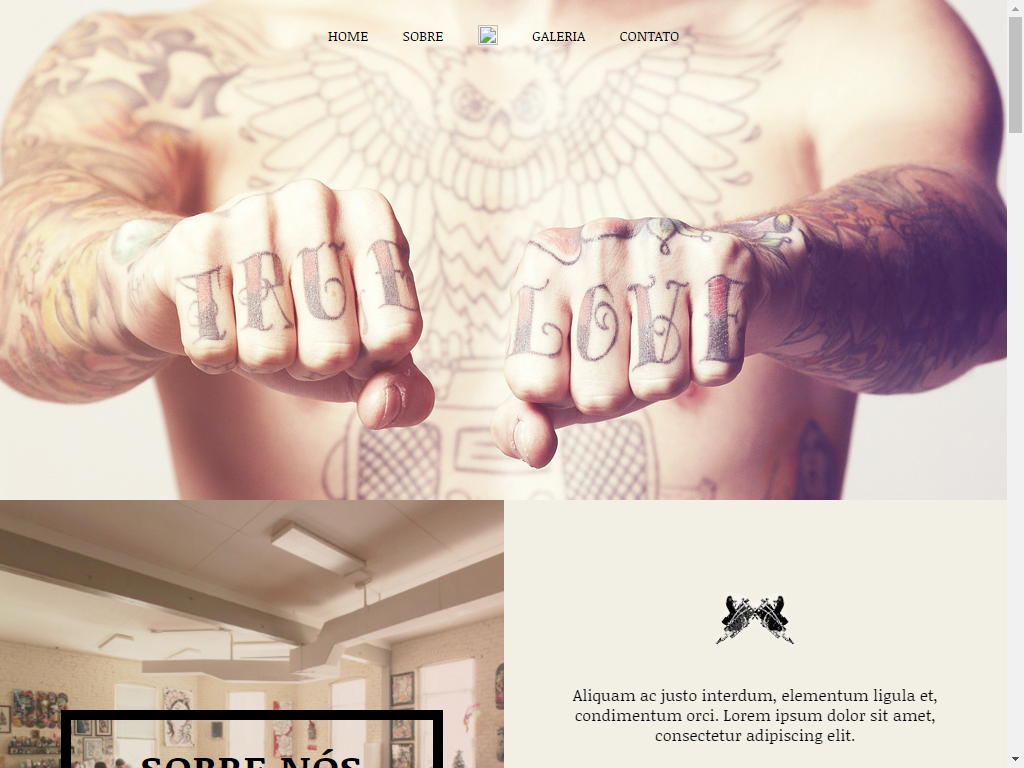 HOME SOBRE GALERIA CONTATO
TRUE LOVE
SOBRE NÓS
Aliquam ac justo interdum, elementum ligula et,
condimentum orci. Lorem ipsum dolor sit amet,
consectetur adipiscing elit.